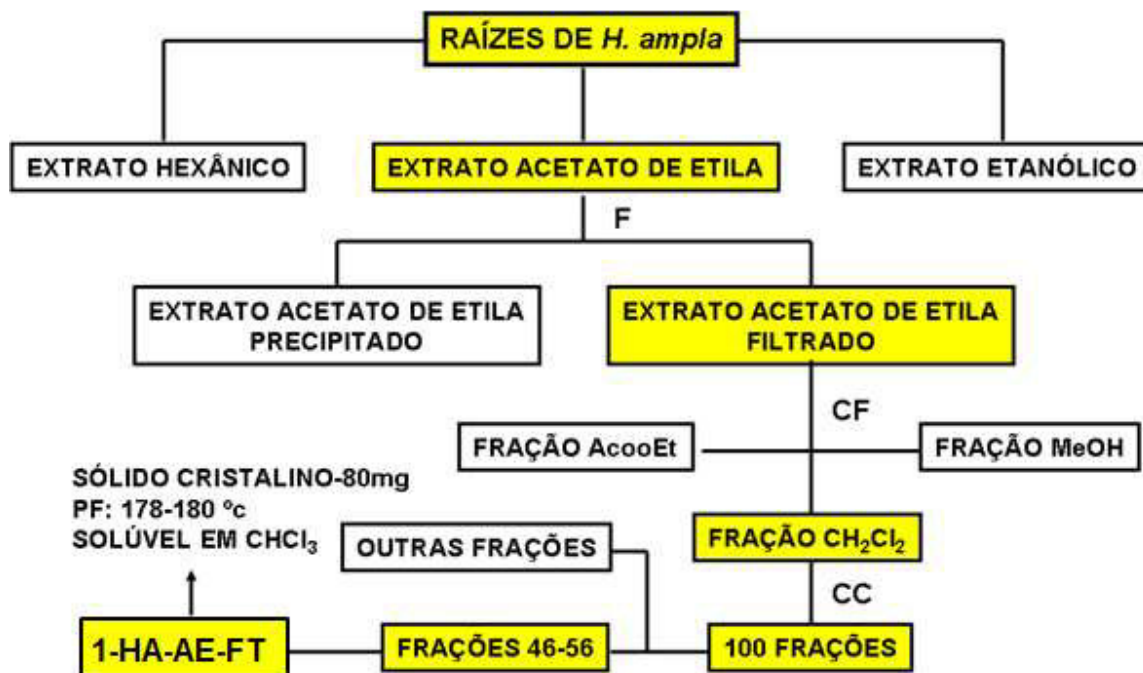 RAÍZES DE H. ampla
EXTRATO HEXÂNICO
EXTRATO ACETATO DE ETILA
EXTRATO ETANÓLICO
F
EXTRATO ACETATO DE ETILA
PRECIPITADO
EXTRATO ACETATO DE ETILA
FILTRADO
CF
FRAÇÃO AcooEt
FRAÇÃO MeOH
SÓLIDO CRISTALINO-80mg
PF: 178-180 ºc
SOLÚVEL EM CHCl₃
OUTRAS FRAÇÕES
FRAÇÃO CH₂Cl₂
CC
1-HA-AE-FT
FRAÇÕES 46-56
100 FRAÇÕES